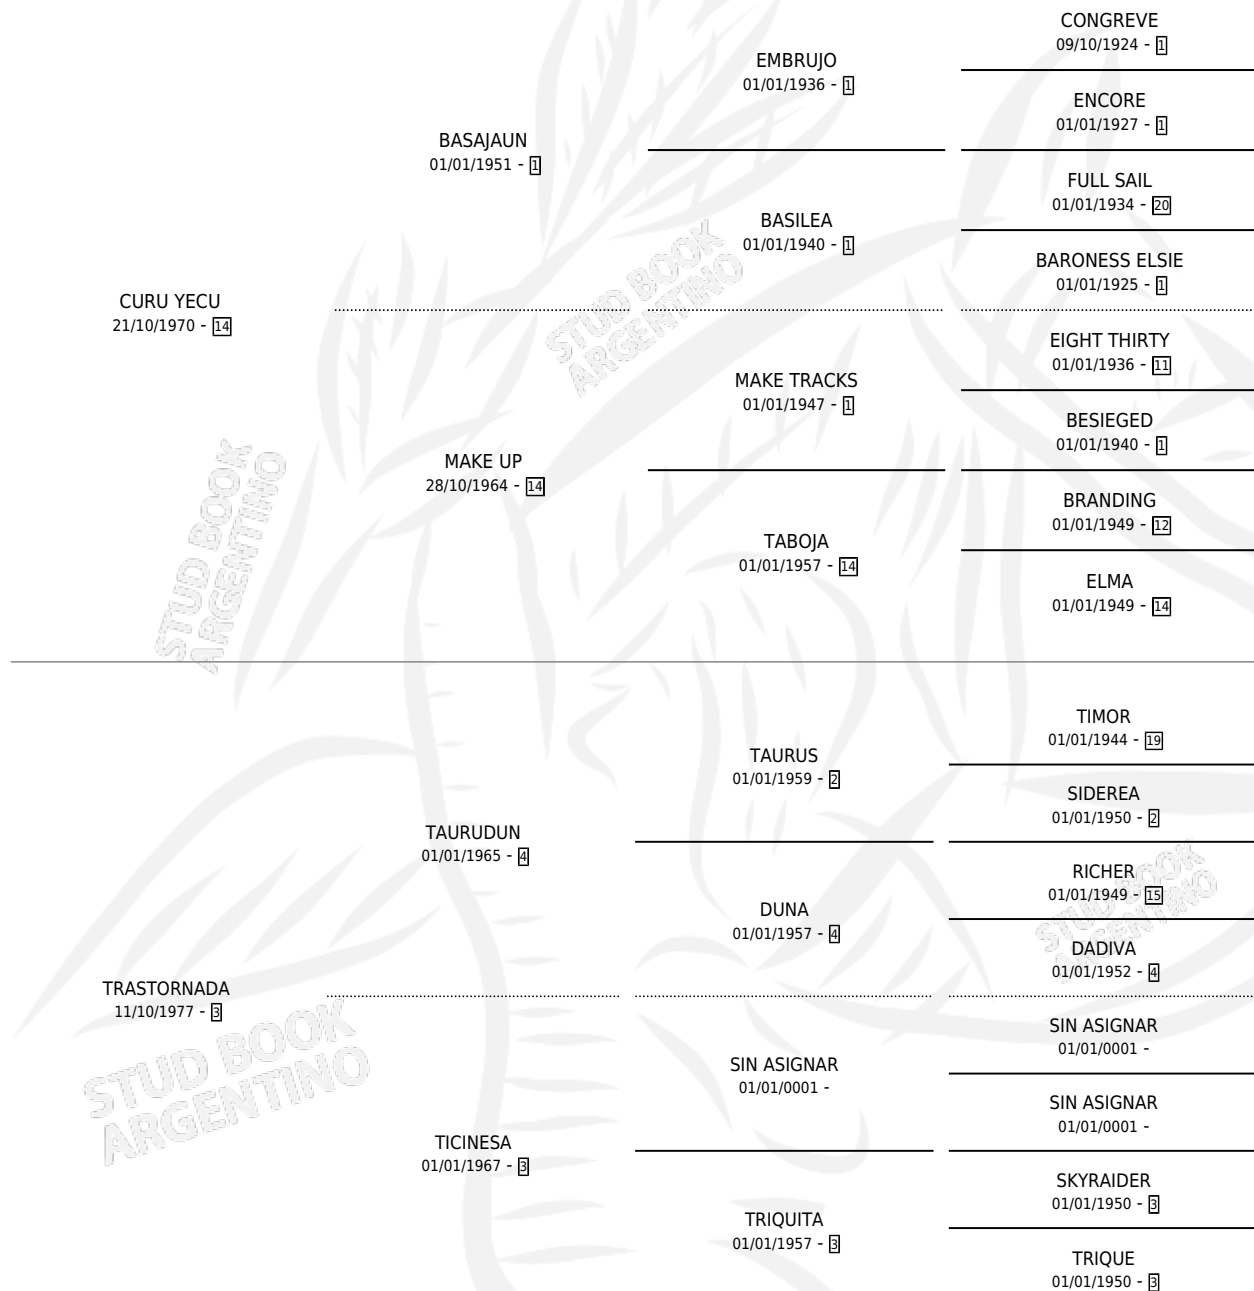 CONGREVE
09/10/1924 - 1
EMBRUJO
01/01/1936 - 1
ENCORE
01/01/1927 - 1
BASAJAUN
01/01/1951 - 1
FULL SAIL
01/01/1934 - 20
BASILEA
01/01/1940 - 1
BARONESS ELSIE
01/01/1925 - 1
CURU YECU
21/10/1970 - 14
EIGHT THIRTY
01/01/1936 - 11
MAKE TRACKS
01/01/1947 - 1
BESIEGED
01/01/1940 - 1
MAKE UP
28/10/1964 - 14
BRANDING
01/01/1949 - 12
TABOJA
01/01/1957 - 14
ELMA
01/01/1949 - 14
STUD BOOK
ARGENTINO
STUD BOOK
ARGENTINO
TIMOR
01/01/1944 - 19
TAURUS
01/01/1959 - 2
SIDEREA
01/01/1950 - 2
TAURUDUN
01/01/1965 - 4
RICHER
01/01/1949 - 15
DUNA
01/01/1957 - 4
DADIVA
01/01/1952 - 4
TRASTORNADA
11/10/1977 - 3
SIN ASIGNAR
01/01/0001 -
SIN ASIGNAR
01/01/0001 -
SIN ASIGNAR
01/01/0001 -
TICINESA
01/01/1967 - 3
SKYRAIDER
01/01/1950 - 3
TRIQUITA
01/01/1957 - 3
TRIQUE
01/01/1950 - 3
STUD BOOK
ARGENTINO
STUD BOOK
ARGENTINO